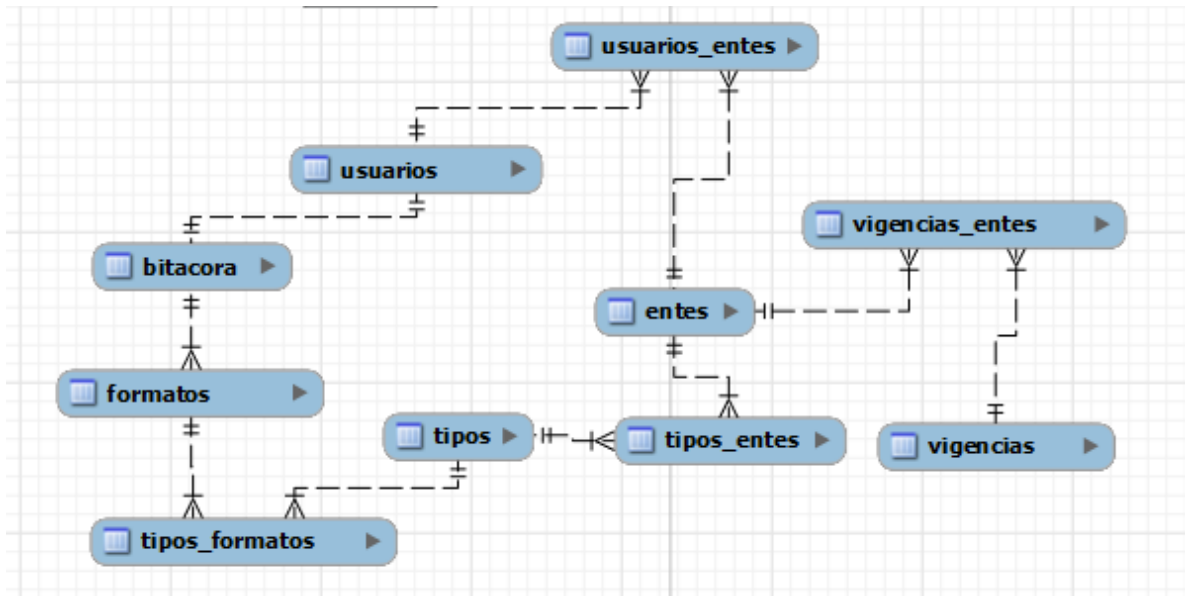 usuarios_entes
usuarios
vigencias_entes
bitacora
entes
formatos
tipos
tipos_entes
vigencias
tipos_formatos